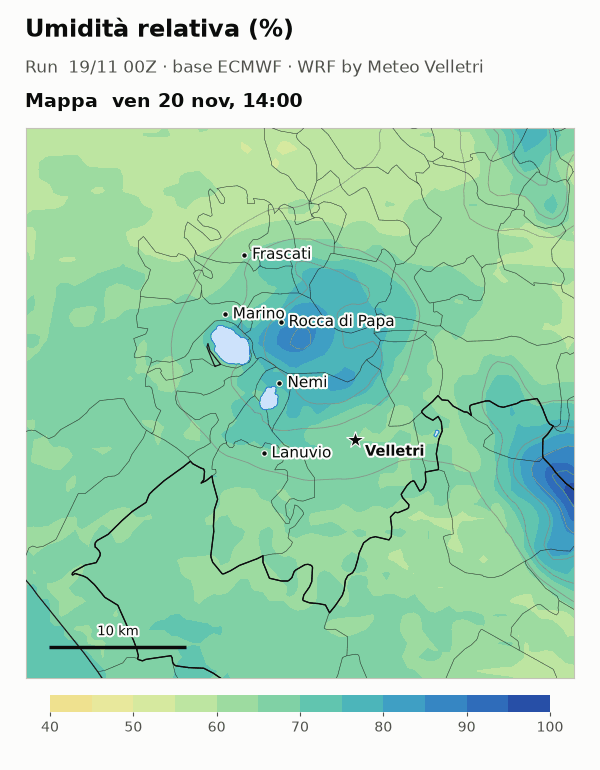 Umidità relativa (%)
Run  19/11 00Z · base ECMWF · WRF by Meteo Velletri
Mappa  ven 20 nov, 14:00
Frascati
Marino
Rocca di Papa
Nemi
Velletri
Lanuvio
10 km
40 50 60 70 80 90 100